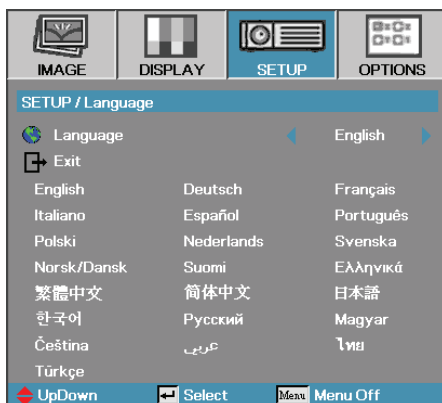 IMAGE DISPLAY SETUP OPTIONS
SETUP / Language
Language English
Exit
English Deutsch Français
Italiano Español Português
Polski Nederlands Svenska
Norsk/Dansk Suomi Ελληνικά
繁體中文 简体中文 日本語
한국어 Русский Magyar
Čeština عربي ไทย
Türkçe
UpDown Select Menu Menu Off